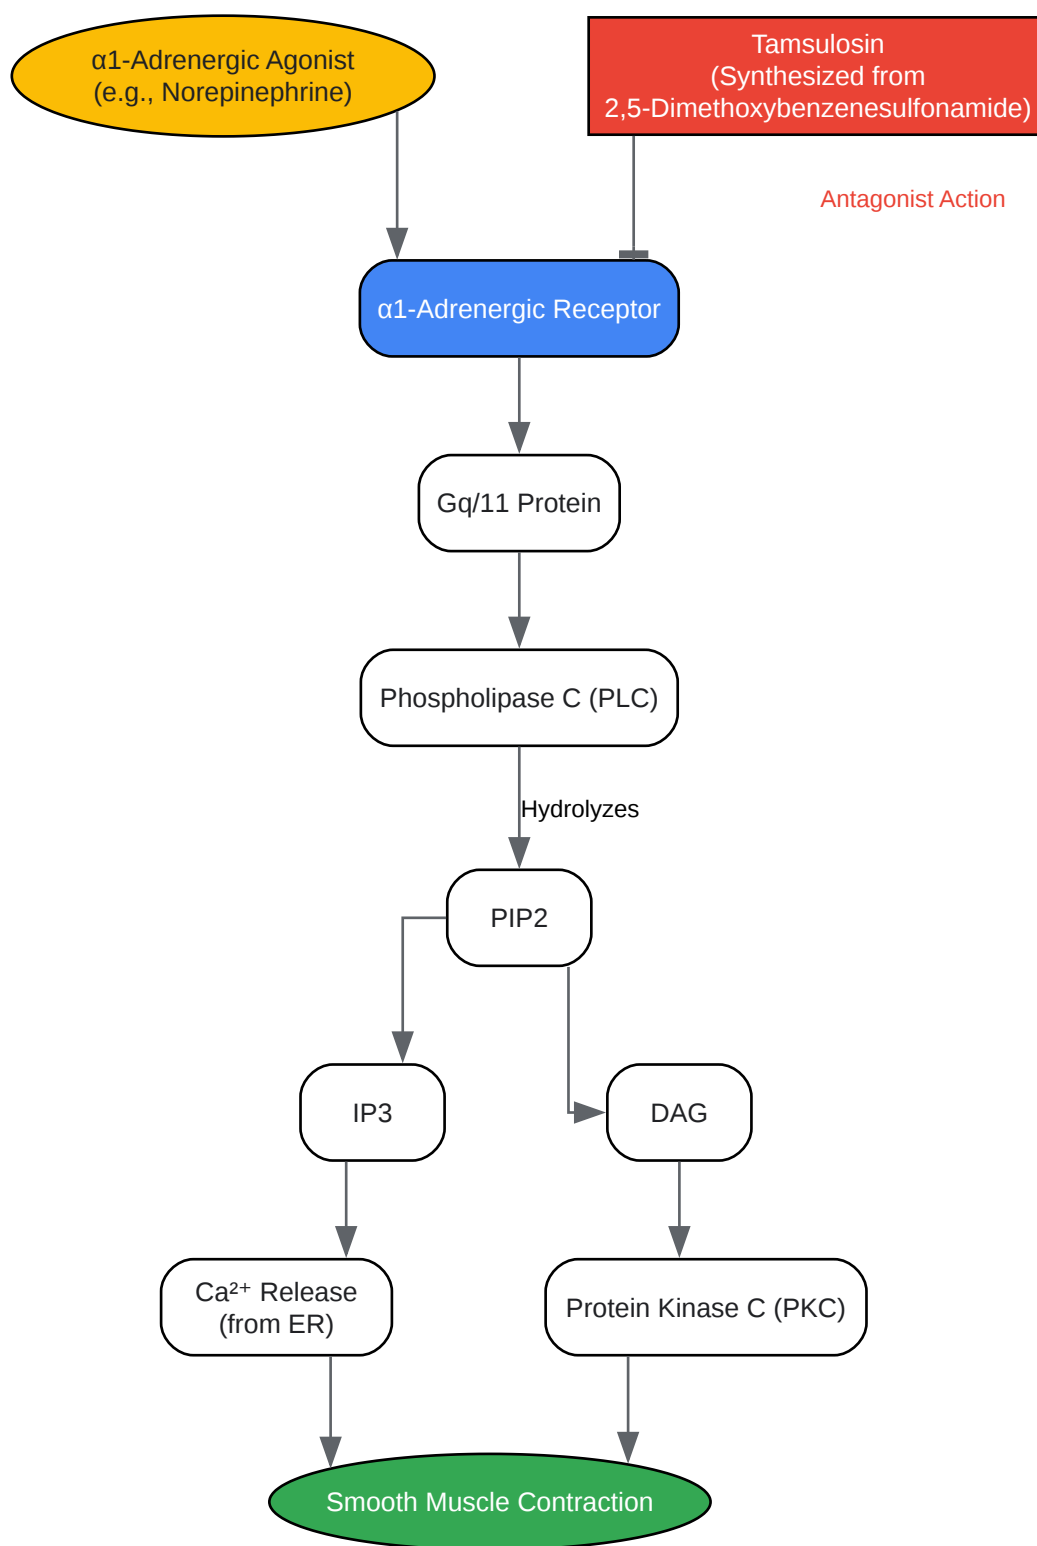 α1-Adrenergic Agonist
(e.g., Norepinephrine)
Tamsulosin
(Synthesized from
2,5-Dimethoxybenzenesulfonamide)
Antagonist Action
α1-Adrenergic Receptor
Gq/11 Protein
Phospholipase C (PLC)
Hydrolyzes
PIP2
IP3
DAG
Ca²⁺ Release
(from ER)
Protein Kinase C (PKC)
Smooth Muscle Contraction